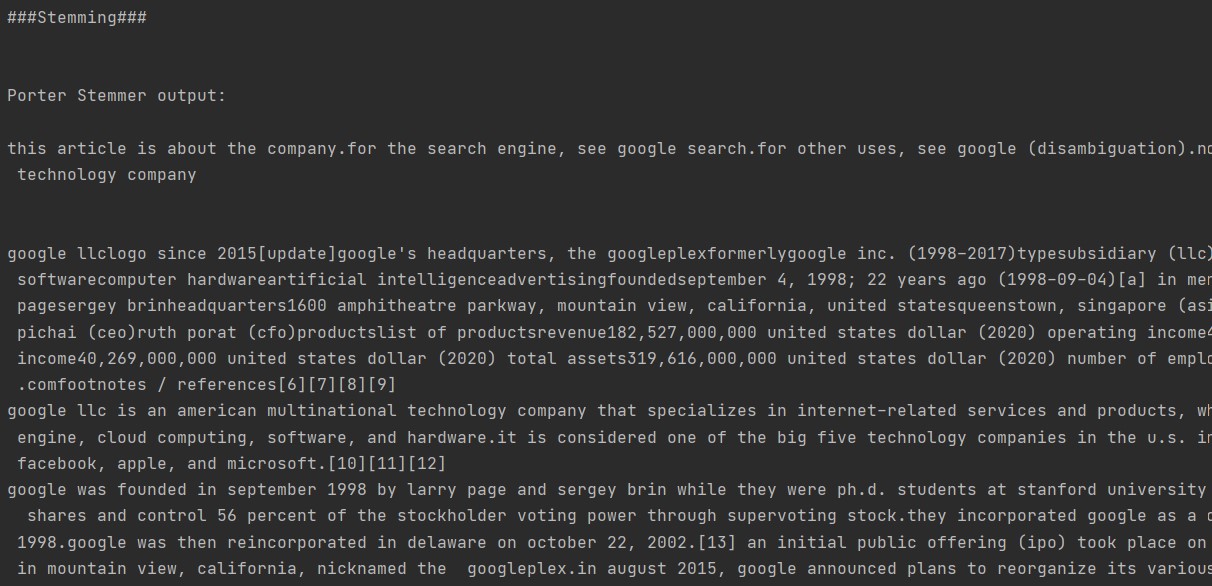 ###Stemming###
Porter Stemmer output:
this article is about the company.for the search engine, see google search.for other uses, see google (disambiguation).no
technology company
google llclogo since 2015[update]google's headquarters, the googleplexformerlygoogle inc. (1998-2017)typesubsidiary (llc)
softwarecomputer hardwareartificial intelligenceadvertisingfoundedseptember 4, 1998; 22 years ago (1998-09-04)[a] in men
pagesergey brinheadquarters1600 amphitheatre parkway, mountain view, california, united statesqueenstown, singapore (asi
pichai (ceo)ruth porat (cfo)productslist of productsrevenue182,527,000,000 united states dollar (2020) operating income4
income40,269,000,000 united states dollar (2020) total assets319,616,000,000 united states dollar (2020) number of emplo
.comfootnotes / references[6][7][8][9]
google llc is an american multinational technology company that specializes in internet-related services and products, wh
engine, cloud computing, software, and hardware.it is considered one of the big five technology companies in the u.s. in
facebook, apple, and microsoft.[10][11][12]
google was founded in september 1998 by larry page and sergey brin while they were ph.d. students at stanford university
shares and control 56 percent of the stockholder voting power through supervoting stock.they incorporated google as a c
1998.google was then reincorporated in delaware on october 22, 2002.[13] an initial public offering (ipo) took place on
in mountain view, california, nicknamed the  googleplex.in august 2015, google announced plans to reorganize its various